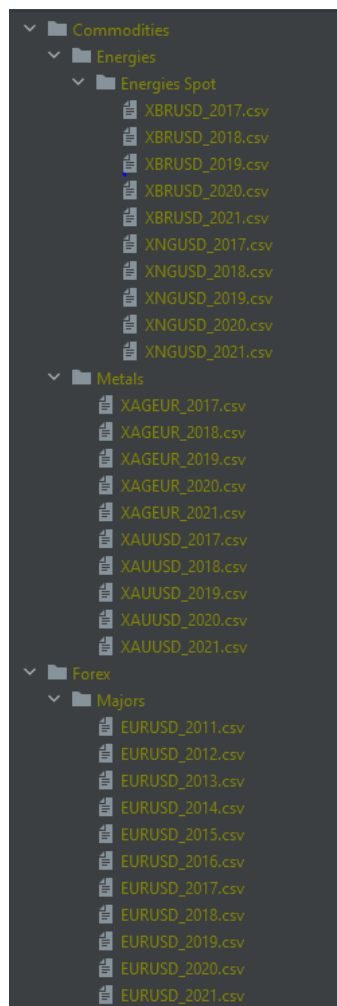 Commodities
Energies
Energies Spot
XBRUSD_2017.csv
XBRUSD_2018.csv
XBRUSD_2019.csv
XBRUSD_2020.csv
XBRUSD_2021.csv
XNGUSD_2017.csv
XNGUSD_2018.csv
XNGUSD_2019.csv
XNGUSD_2020.csv
XNGUSD_2021.csv
Metals
XAGEUR_2017.csv
XAGEUR_2018.csv
XAGEUR_2019.csv
XAGEUR_2020.csv
XAGEUR_2021.csv
XAUUSD_2017.csv
XAUUSD_2018.csv
XAUUSD_2019.csv
XAUUSD_2020.csv
XAUUSD_2021.csv
Forex
Majors
EURUSD_2011.csv
EURUSD_2012.csv
EURUSD_2013.csv
EURUSD_2014.csv
EURUSD_2015.csv
EURUSD_2016.csv
EURUSD_2017.csv
EURUSD_2018.csv
EURUSD_2019.csv
EURUSD_2020.csv
EURUSD_2021.csv